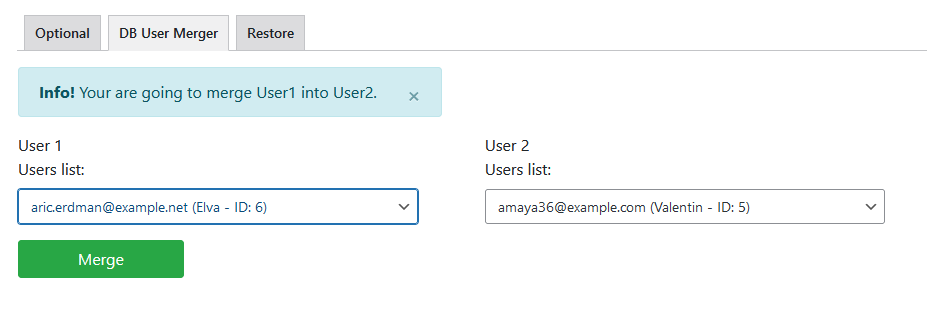 Optional DB User Merger Restore
Info! Your are going to merge User1 into User2. ×
User 1
Users list:
aric.erdman@example.net (Elva - ID: 6)
User 2
Users list:
amaya36@example.com (Valentin - ID: 5)
Merge